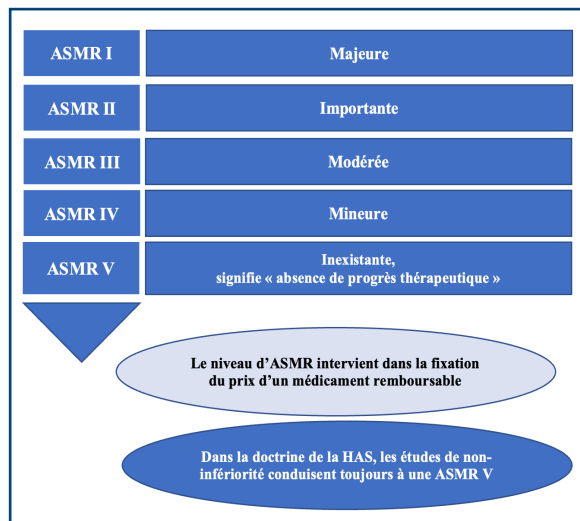 ASMR I
Majeure
ASMR II
Importante
ASMR III
Modérée
ASMR IV
Mineure
ASMR V
Inexistante,
signifie « absence de progrès thérapeutique »
Le niveau d’ASMR intervient dans la fixation
du prix d’un médicament remboursable
Dans la doctrine de la HAS, les études de non-
infériorité conduisent toujours à une ASMR V